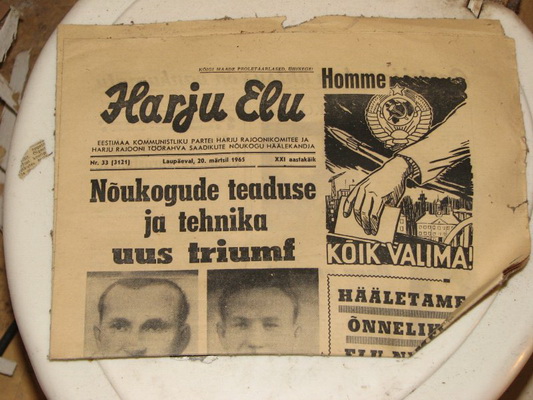 KÕIGI MAADE PROLETAARLASED, ÜHINEGE!
Harju Elu
EESTIMAA KOMMUNISTLIKU PARTEI HARJU RAJOONIKOMITEE JA
HARJU RAJOONI TÖÖRAHVA SAADIKUTE NÕUKOGU HÄÄLEKANDJA
Nr. 33 (3121)
Laupäeval, 20. märtsil 1965
XXI aastakäik
Nõukogude teaduse
ja tehnika
uus triumf
Homme
KÕIK VALIMA!
HÄÄLETAME
ÕNNELI
ELU